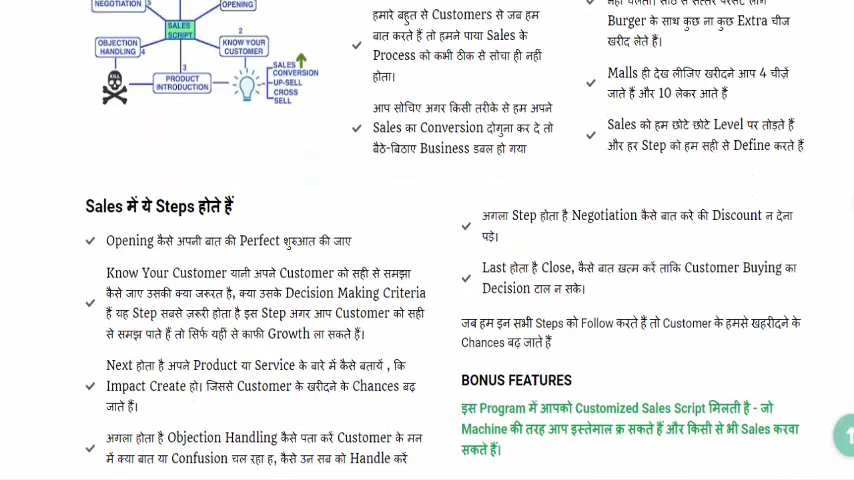 NEGOTIATION
5
OPENING
SALES
SCRIPT
OBJECTION
HANDLING
4
2
KNOW YOUR
CUSTOMER
3
KILL
PRODUCT
INTRODUCTION
SALES
CONVERSION
UP-SELL
CROSS
SELL
हमारे बहुत से Customers से जब हम
बात करते हैं तो हमने पाया Sales के
Process को कभी ठीक से सोचा ही नहीं
होता।
आप सोचिए अगर किसी तरीके से हम अपने
Sales का Conversion दोगुना कर दे तो
बैठे-बिठाए Business डबल हो गया
Burger के साथ कुछ ना कुछ Extra चीज
खरीद लेते हैं।
Malls ही देख लीजिए खरीदने आप 4 चीज़ें
जाते हैं और 10 लेकर आते हैं
Sales को हम छोटे छोटे Level पर तोड़ते हैं
और हर Step को हम सही से Define करते हैं
Sales में ये Steps होते हैं
Opening कैसे अपनी बात की Perfect शुरुआत की जाए
Know Your Customer यानी अपने Customer को सही से समझा
कैसे जाए उसकी क्या जरूरत है, क्या उसके Decision Making Criteria
हैं यह Step सबसे ज़रुरी होता है इस Step अगर आप Customer को सही
से समझ पाते हैं तो सिर्फ यहीं से काफी Growth ला सकते हैं।
Next होता है अपने Product या Service के बारे में कैसे बतायें , कि
Impact Create हो। जिससे Customer के खरीदने के Chances बढ़
जाते हैं।
अगला होता है Objection Handling कैसे पता करें Customer के मन
में क्या बात या Confusion चल रहा ह, कैसे उन सब को Handle करें
अगला Step होता है Negotiation कैसे बात करे की Discount न देना
पड़े।
Last होता है Close, कैसे बात ख़त्म करें ताकि Customer Buying का
Decision टाल न सके।
जब हम इन सभी Steps को Follow करते हैं तो Customer के हमसे खहरीदने के
Chances बढ़ जाते हैं
BONUS FEATURES
इस Program में आपको Customized Sales Script मिलती है - जो
Machine की तरह आप इस्तेमाल क्र सकते हैं और किसी से भी Sales करवा
सकते हैं।